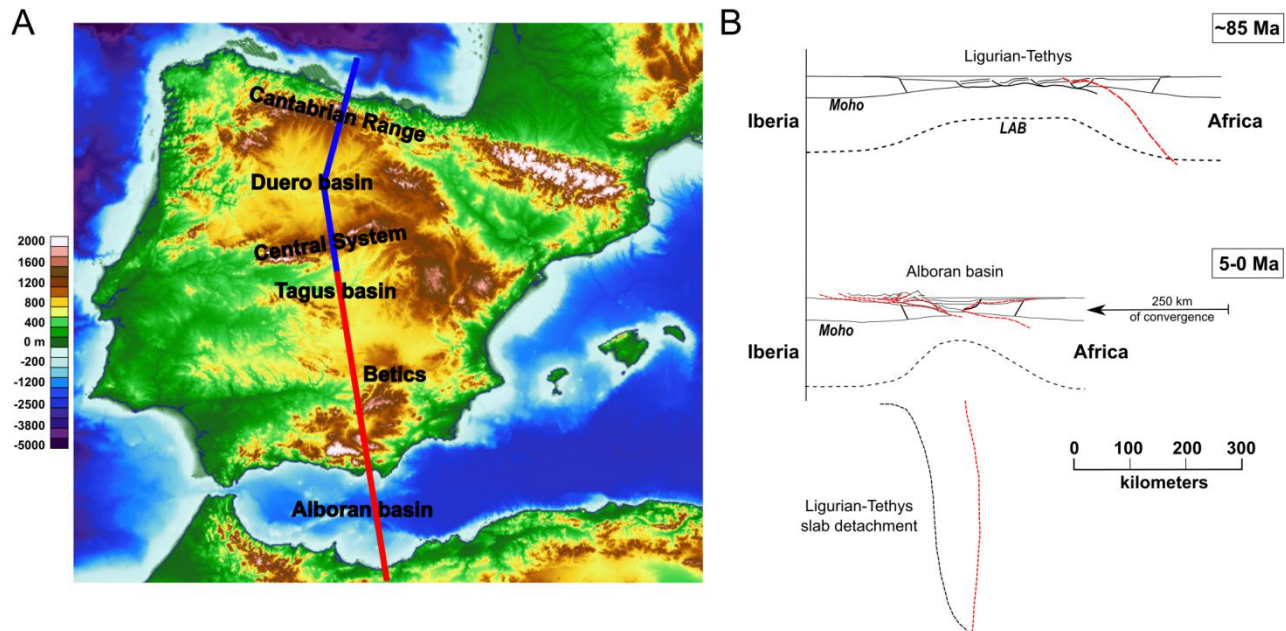 A
Cantabrian Range
Duero basin
Central System
Tagus basin
Betics
Alboran basin
2000
1600
1200
800
400
0 m
-200
-1200
-2500
-3800
-5000
B
~85 Ma
Ligurian-Tethys
Moho
Iberia
Africa
LAB
5-0 Ma
Alboran basin
250 km
of convergence
Moho
Iberia
Africa
Ligurian-Tethys
slab detachment
0 100 200 300
kilometers